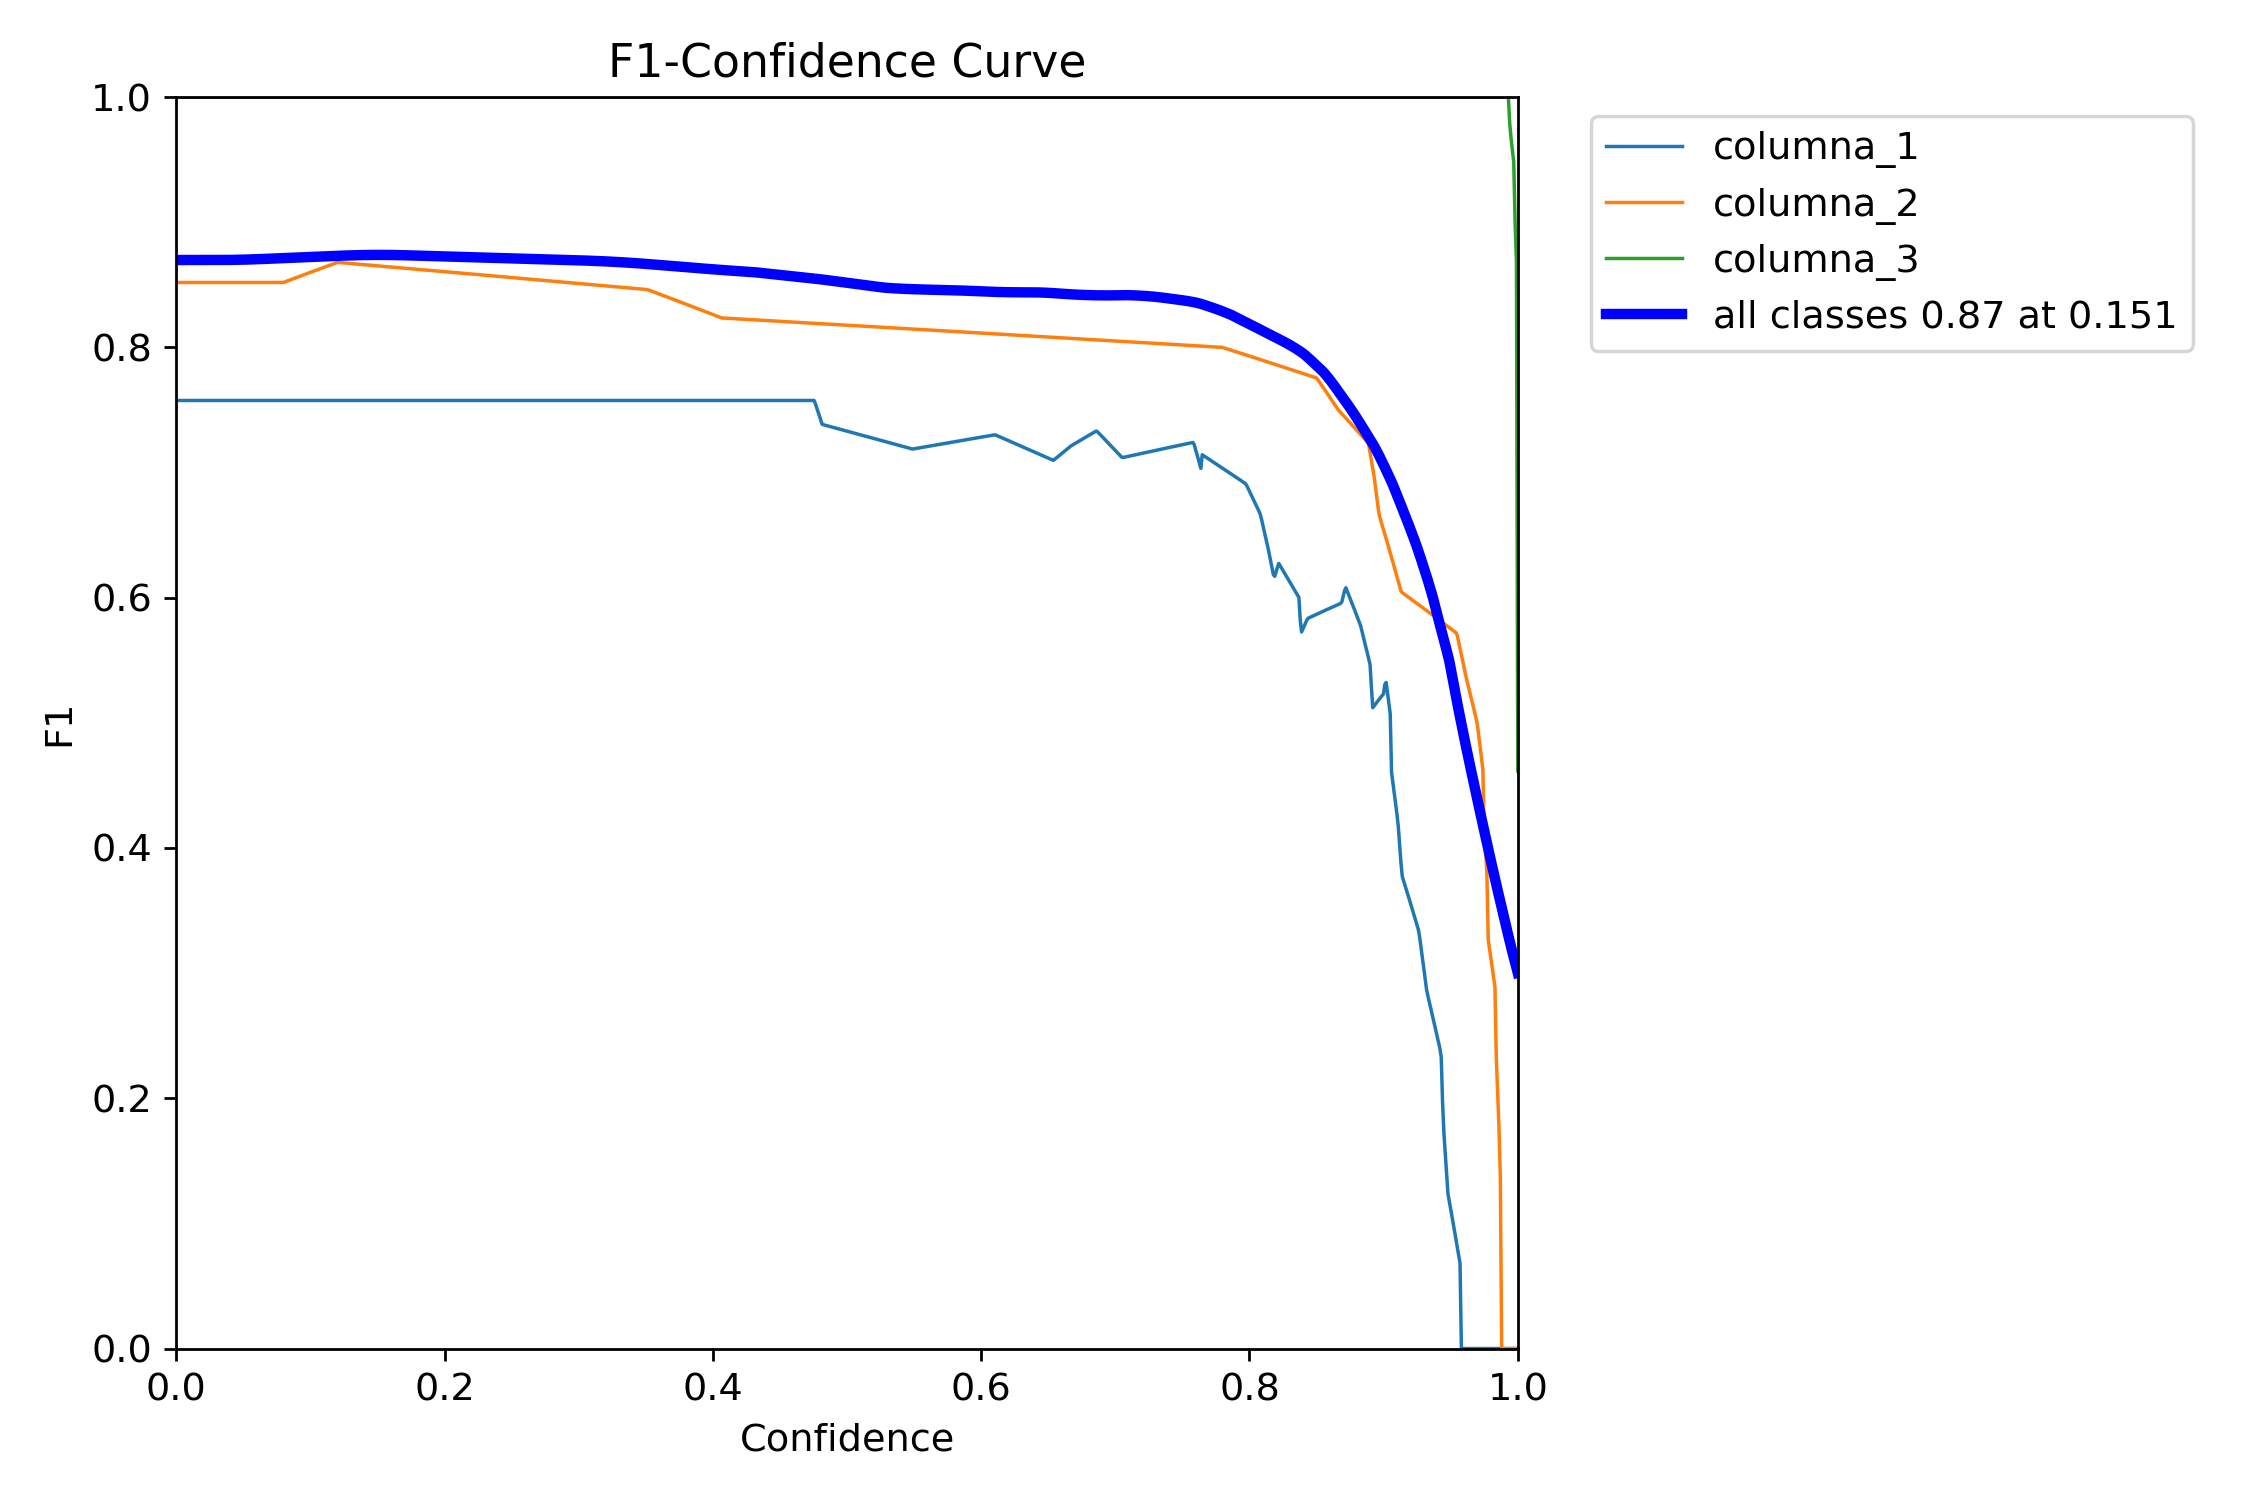 F1-Confidence Curve
1.0
0.8
0.6
0.4
0.2
0.0
F1
0.0 0.2 0.4 0.6 0.8 1.0
Confidence
columna_1
columna_2
columna_3
all classes 0.87 at 0.151